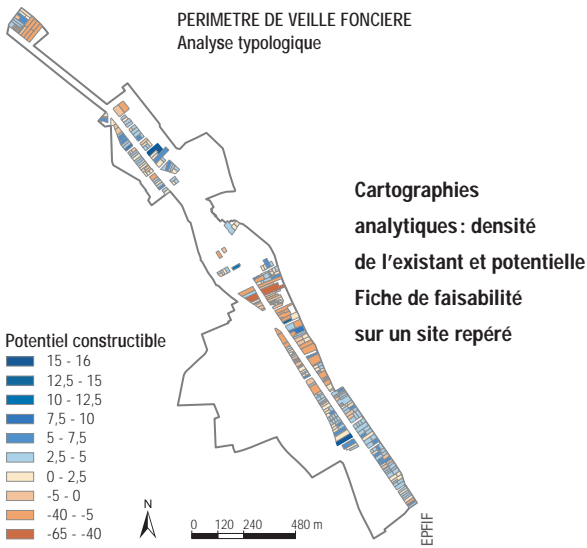 PERIMETRE DE VEILLE FONCIERE
Analyse typologique
Cartographies
analytiques : densité
de l'existant et potentielle
Fiche de faisabilité
sur un site repéré
Potentiel constructible
15 - 16
12,5 - 15
10 - 12,5
7,5 - 10
5 - 7,5
2,5 - 5
0 - 2,5
-5 - 0
-40 - -5
-65 - -40
N
0 120 240 480 m
EPFIF